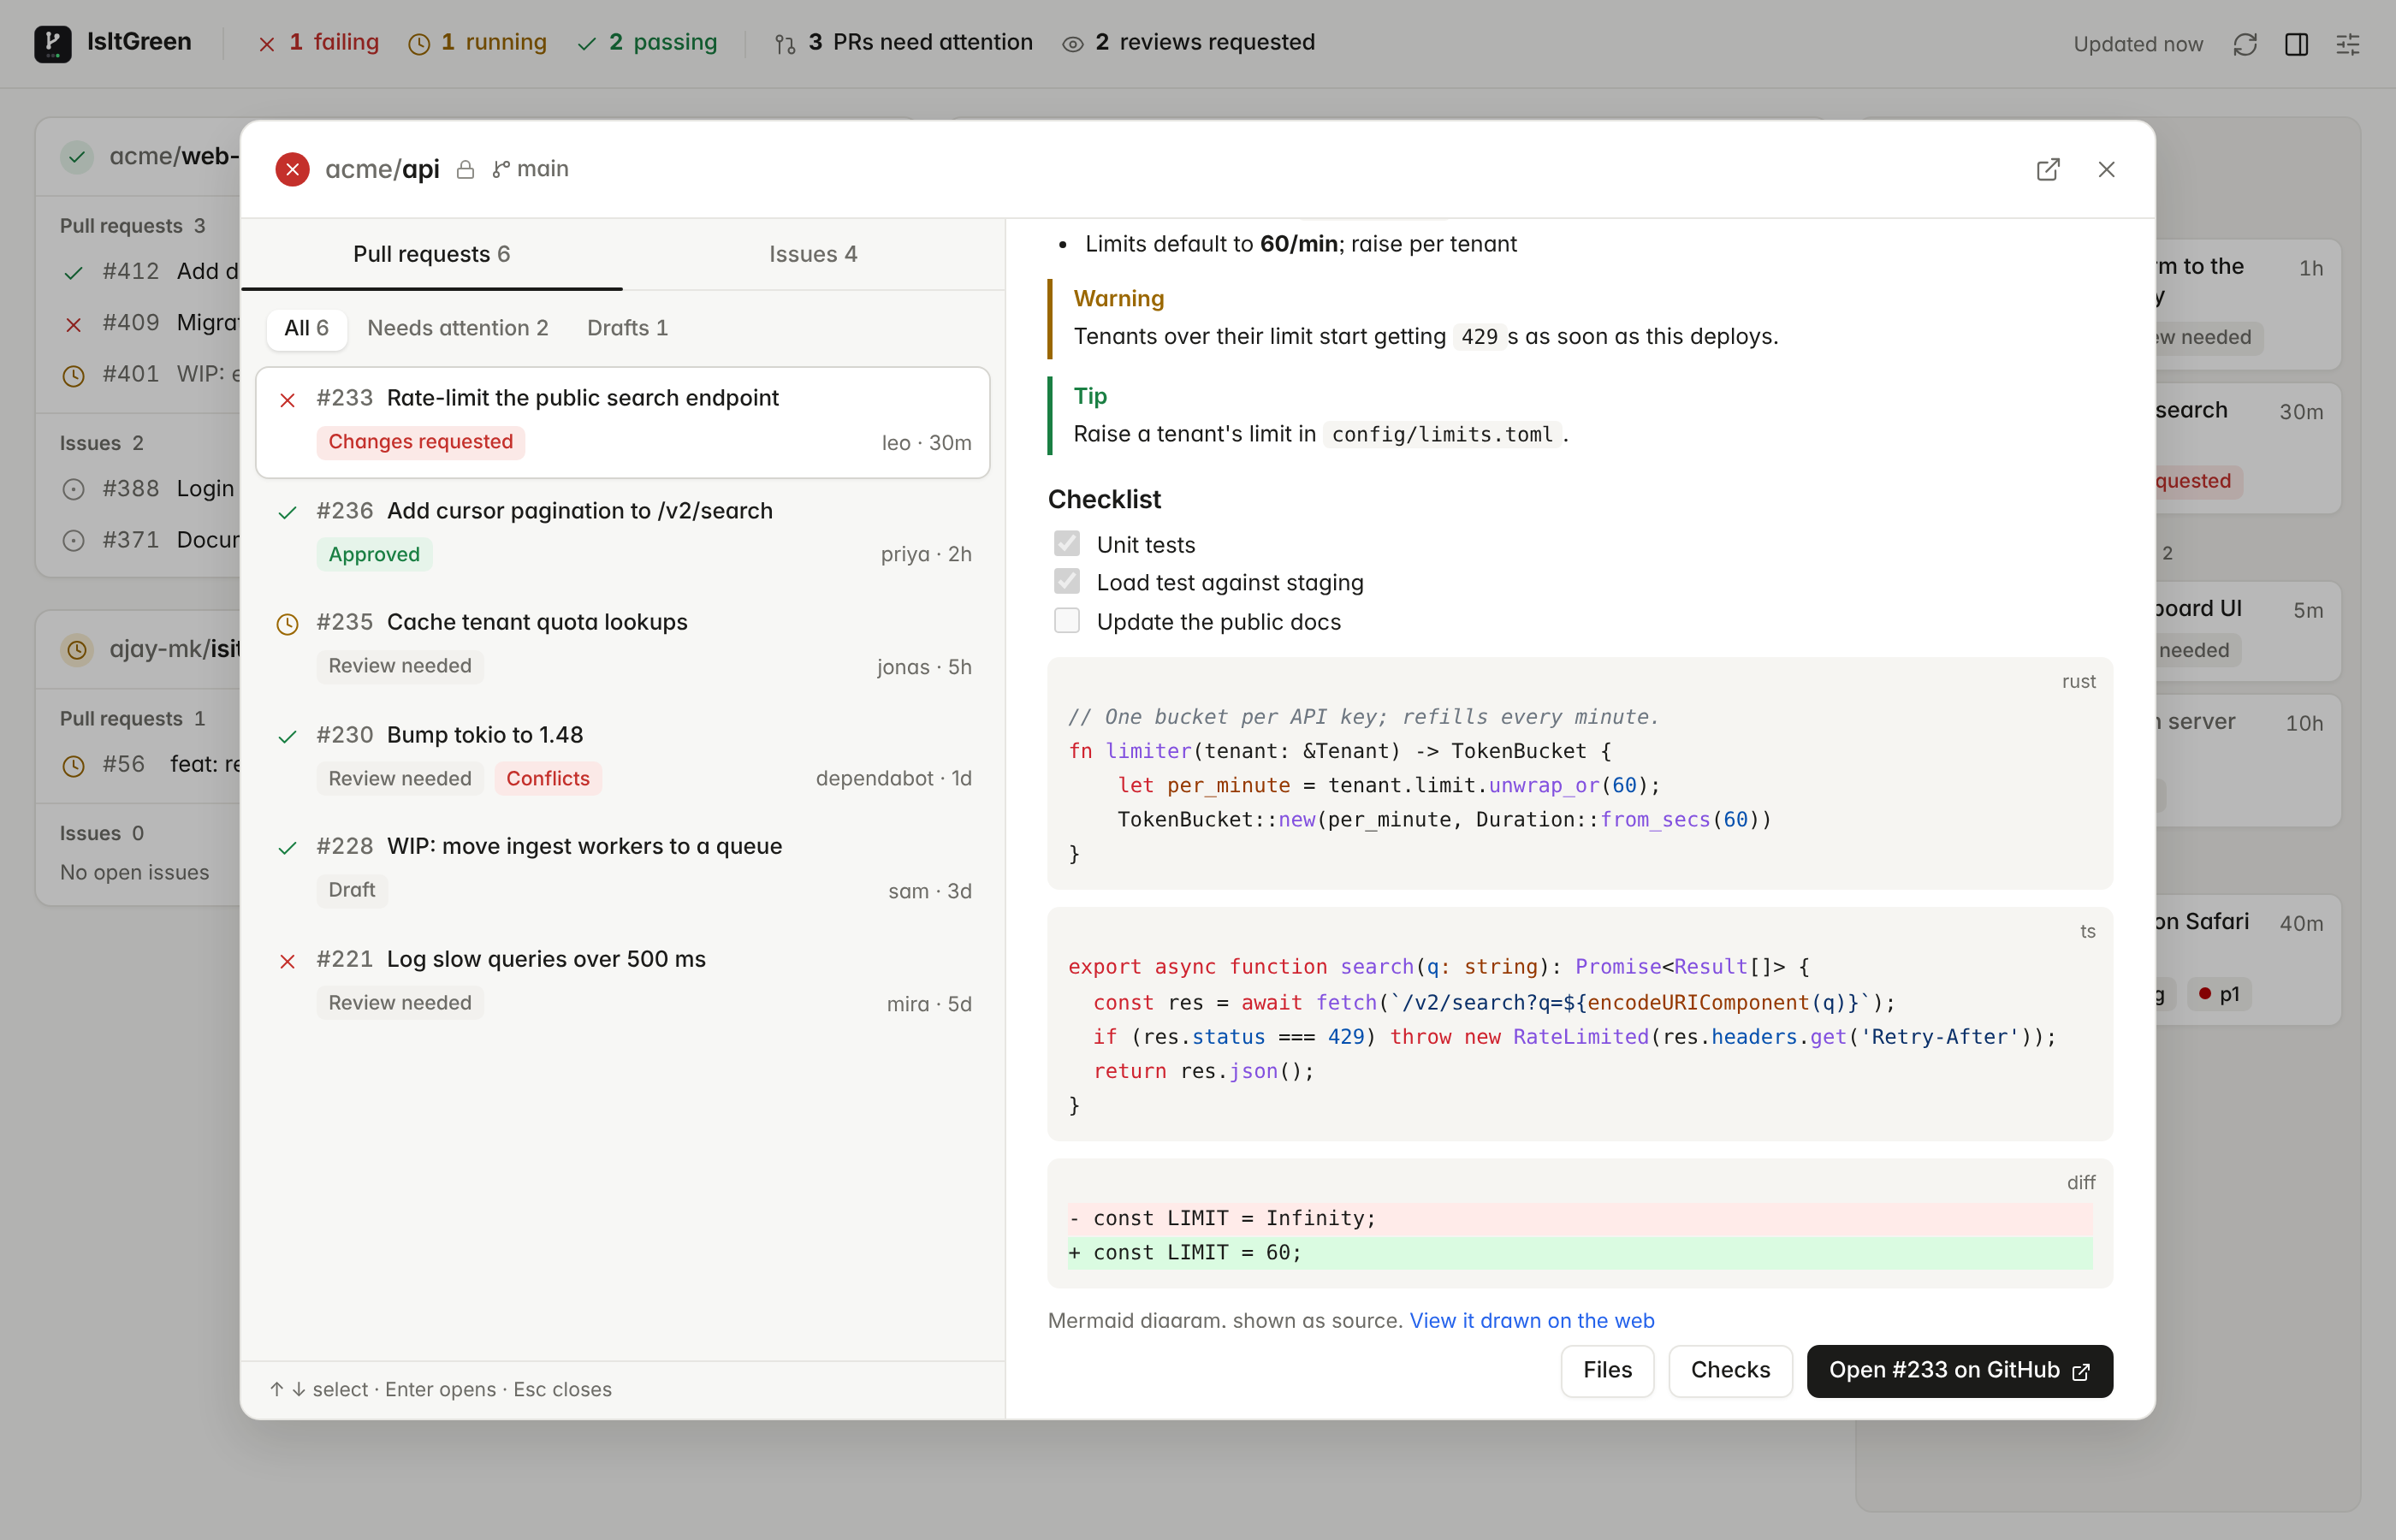 IsItGreen
1 failing
1 running
2 passing
3 PRs need attention
2 reviews requested
Updated now
acme/web-
Pull requests 3
#412 Add d
#409 Migra
#401 WIP: e
Issues 2
#388 Login
#371 Docu
ajay-mk/isit
Pull requests 1
#56 feat: re
Issues 0
No open issues
acme/api
main
Pull requests 6
Issues 4
All 6
Needs attention 2
Drafts 1
#233 Rate-limit the public search endpoint
Changes requested
leo · 30m
#236 Add cursor pagination to /v2/search
Approved
priya · 2h
#235 Cache tenant quota lookups
Review needed
jonas · 5h
#230 Bump tokio to 1.48
Review needed
Conflicts
dependabot · 1d
#228 WIP: move ingest workers to a queue
Draft
sam · 3d
#221 Log slow queries over 500 ms
Review needed
mira · 5d
↑ ↓ select · Enter opens · Esc closes
• Limits default to 60/min; raise per tenant
Warning
Tenants over their limit start getting 429s as soon as this deploys.
Tip
Raise a tenant's limit in config/limits.toml.
Checklist
Unit tests
Load test against staging
Update the public docs
rust
// One bucket per API key; refills every minute.
fn limiter(tenant: &Tenant) -> TokenBucket {
    let per_minute = tenant.limit.unwrap_or(60);
    TokenBucket::new(per_minute, Duration::from_secs(60))
}
ts
export async function search(q: string): Promise<Result[]> {
  const res = await fetch(`/v2/search?q=${encodeURIComponent(q)}`);
  if (res.status === 429) throw new RateLimited(res.headers.get('Retry-After'));
  return res.json();
}
diff
- const LIMIT = Infinity;
+ const LIMIT = 60;
Mermaid diagram, shown as source. View it drawn on the web
Files
Checks
Open #233 on GitHub
m to the
1h
y
w needed
search
30m
quested
2
board UI
5m
needed
server
10h
on Safari
40m
g
p1